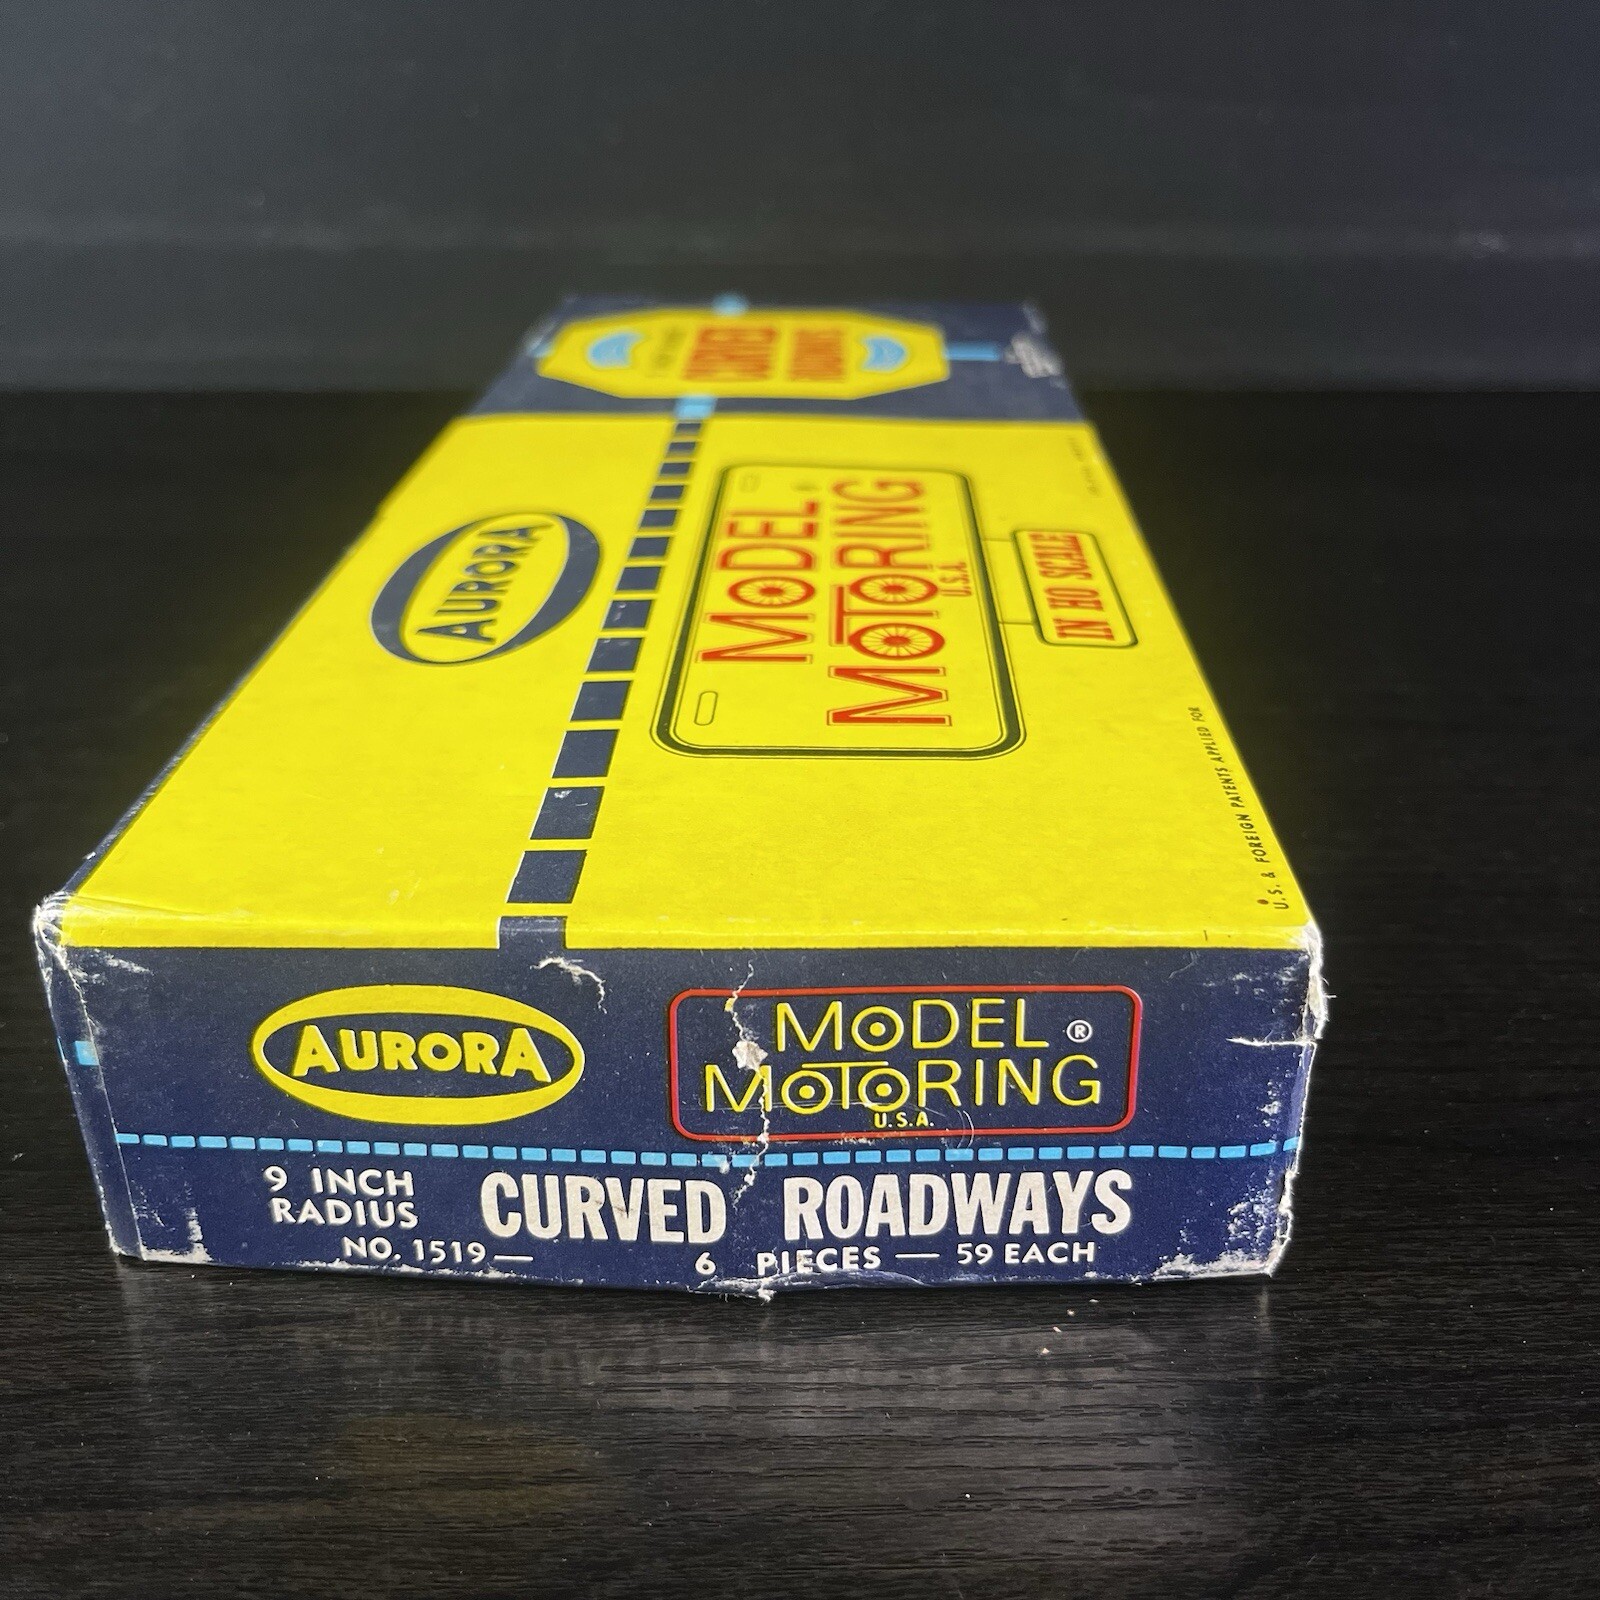 CURVED
AURORA
MODEL
MOTORING
U.S.A.
IN HO SCALE
U.S. & FOREIGN PATENTS APPLIED FOR
AURORA
MODEL ®
MOTORING
U.S.A.
9 INCH
RADIUS
CURVED ROADWAYS
NO. 1519— 6 PIECES — 59 EACH